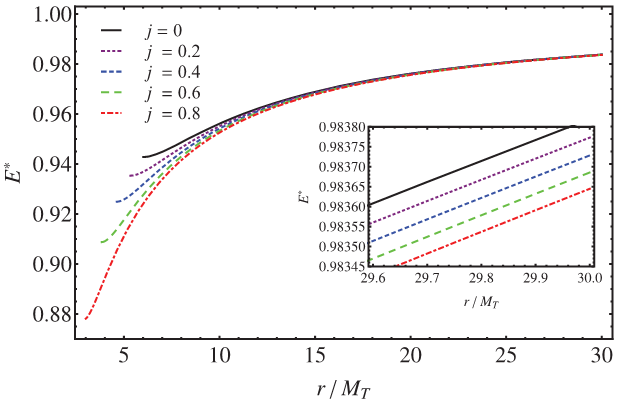 1.00
0.98
0.96
0.94
0.92
0.90
0.88
E*
j = 0
j = 0.2
j = 0.4
j = 0.6
j = 0.8
0.98380
0.98375
0.98370
0.98365
0.98360
0.98355
0.98350
0.98345
E*
29.6 29.7 29.8 29.9 30.0
r / M_T
5 10 15 20 25 30
r / M_T